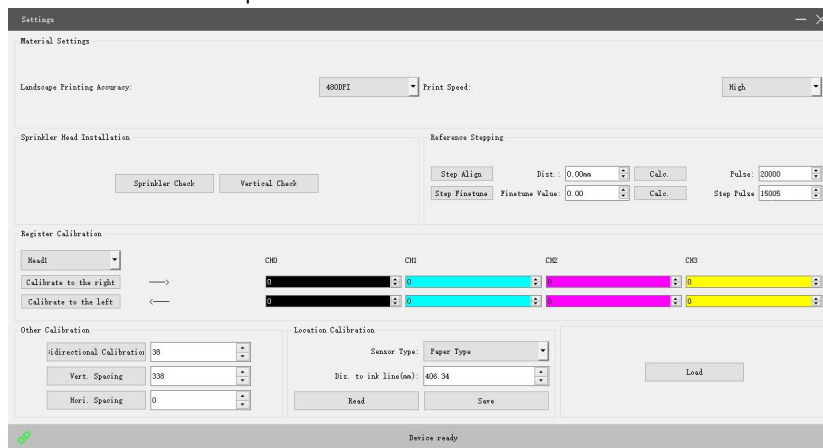 Settings
Material Settings
Landscape Printing Accuracy: 480DPI Print Speed: High
Sprinkler Head Installation
Sprinkler Check Vertical Check
Reference Stepping
Step Align Dist.: 0.00mm Calc. Pulse: 20000
Step Finetune Finetune Value: 0.00 Calc. Step Pulse 15005
Register Calibration
Head1 CH0 CH1 CH2 CH3
Calibrate to the right ——> 0 0 0 0
Calibrate to the left <—— 0 0 0 0
Other Calibration
idirectional Calibration 38
Vert. Spacing 338
Hori. Spacing 0
Location Calibration
Sensor Type: Paper Type
Dis. to ink line(mm): 406.34
Read Save
Load
Device ready